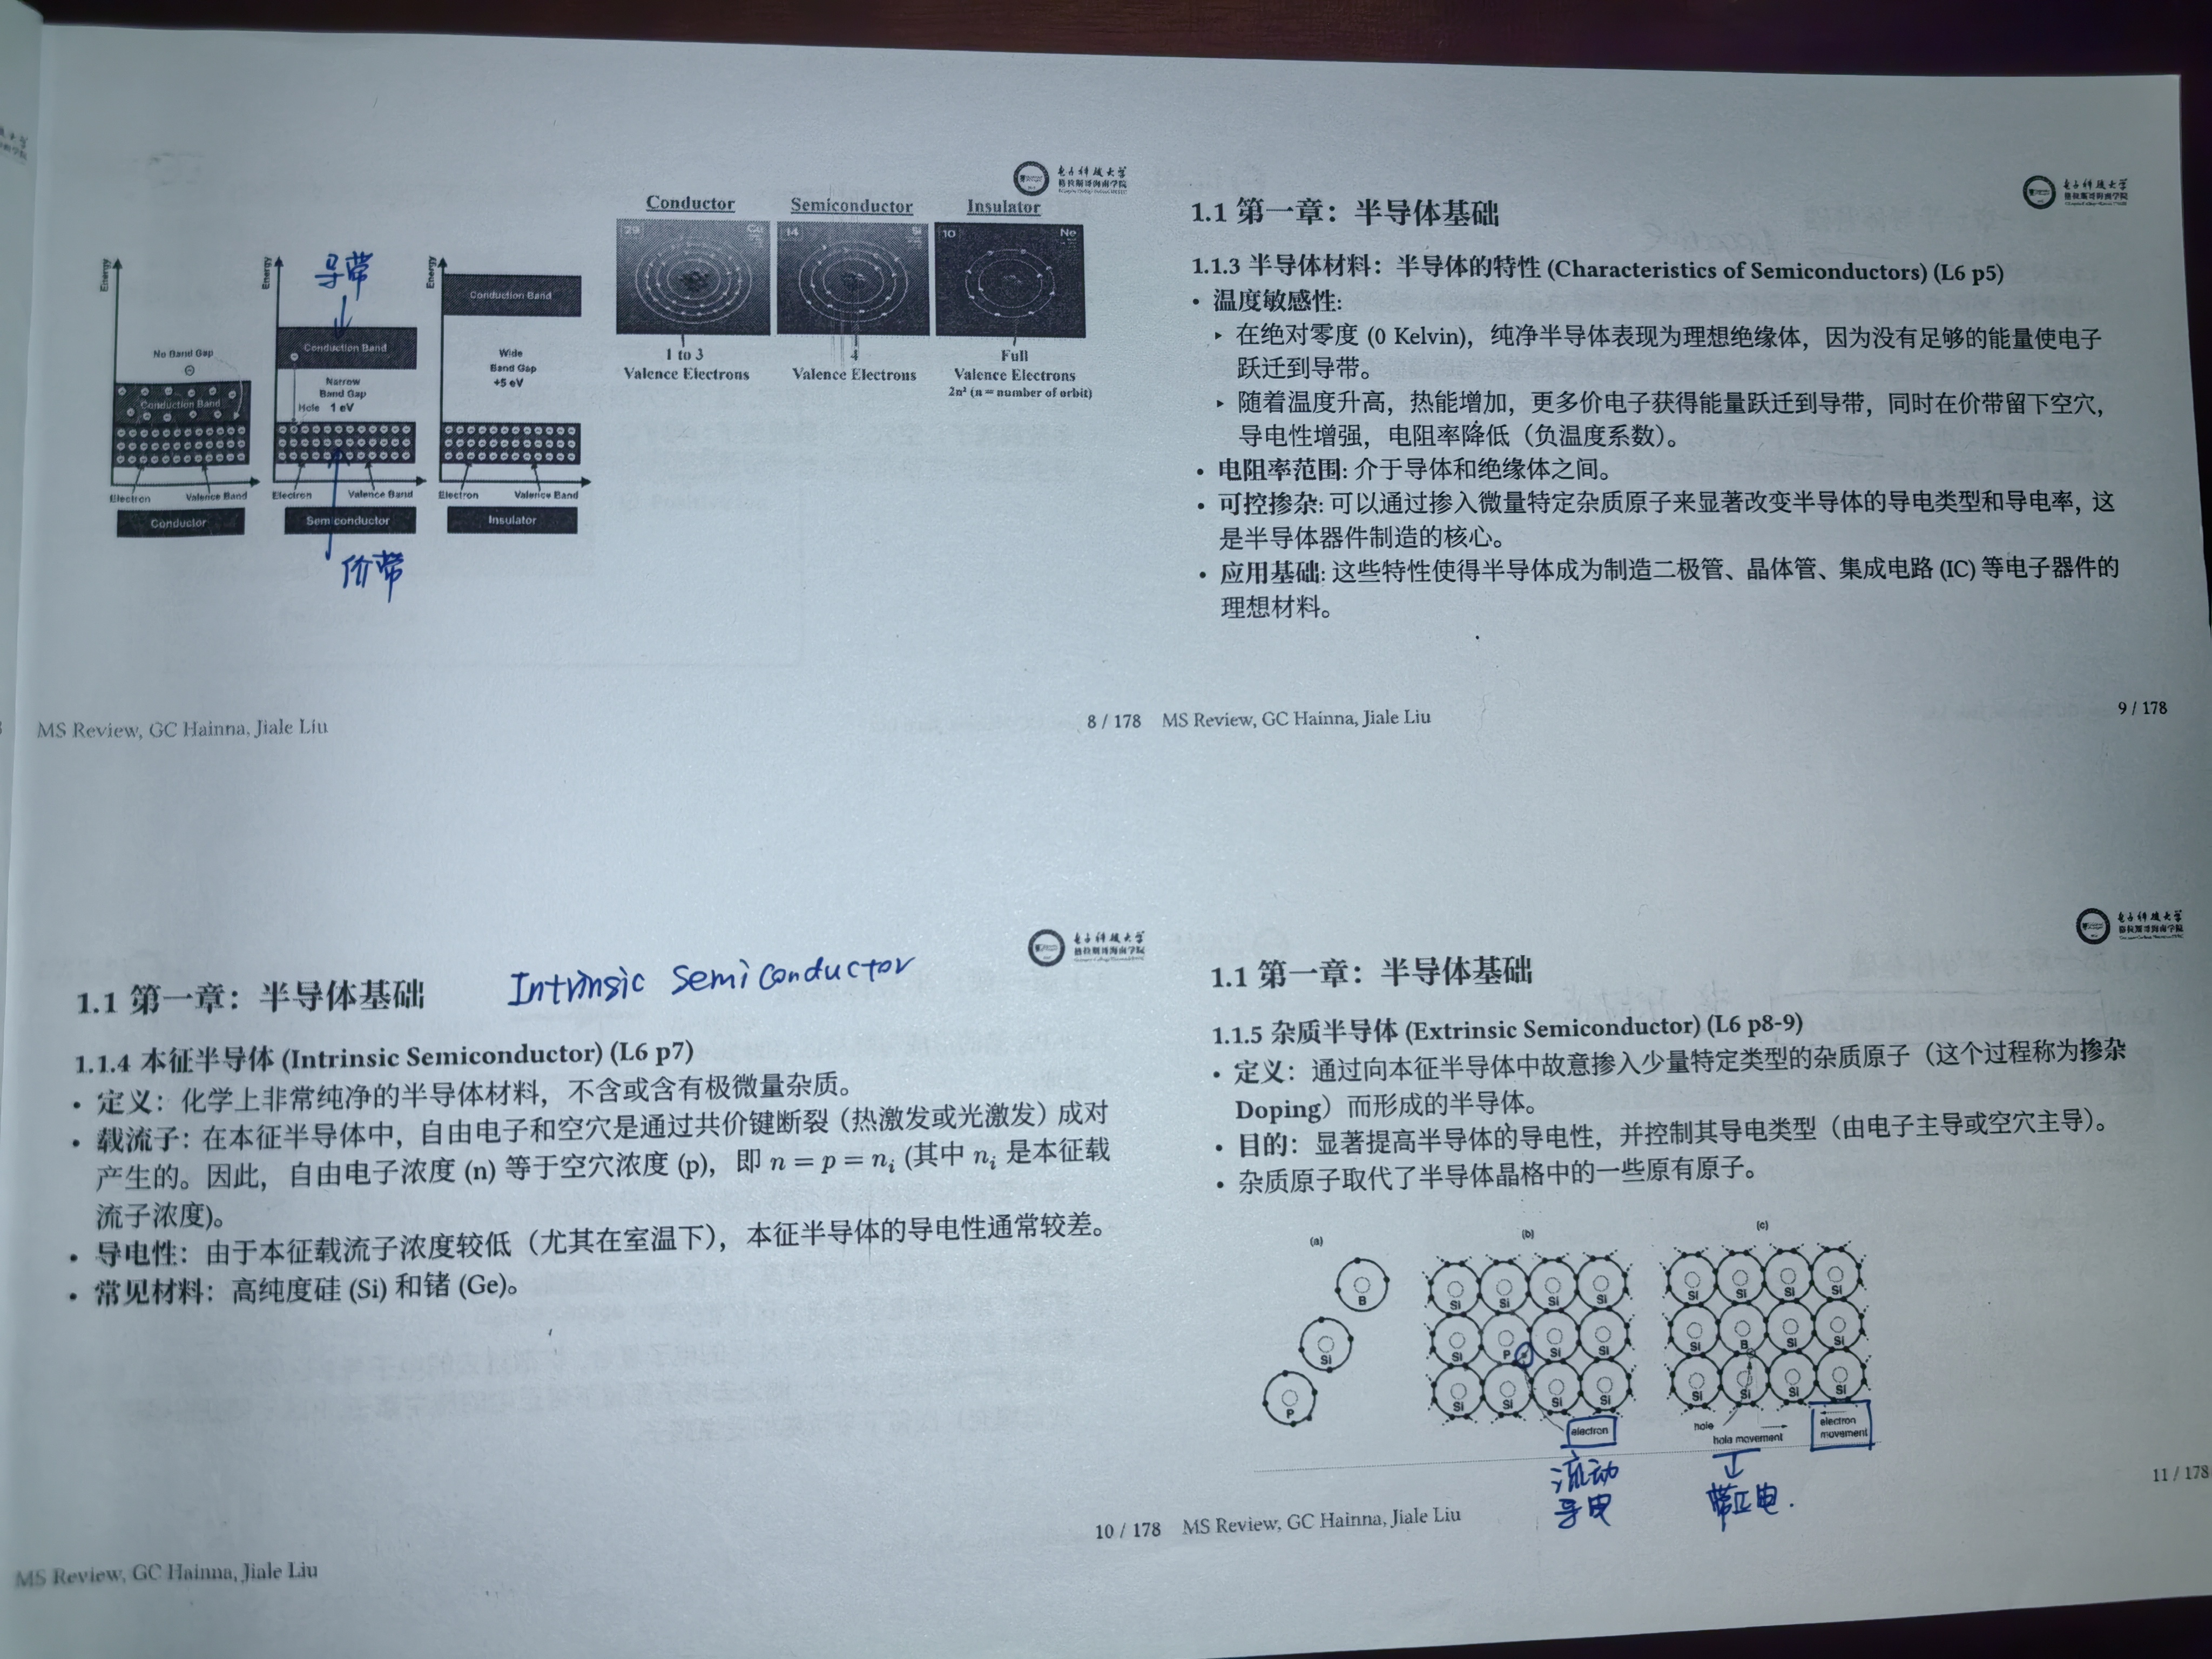 电子科技大学
格拉斯哥海南学院
Conductor
Semiconductor
Insulator
29
Cu
14
Si
10
Ne
1 to 3
Valence Electrons
4
Valence Electrons
Full
Valence Electrons
2n² (n = number of orbit)
Energy
No Band Gap
Conduction Band
Electron
Valence Band
Conductor
Energy
导带
Conduction Band
Narrow
Band Gap
1 eV
Hole
Electron
Valence Band
Semiconductor
价带
Energy
Conduction Band
Wide
Band Gap
+5 eV
Electron
Valence Band
Insulator
MS Review, GC Hainna, Jiale Liu
8 / 178
电子科技大学
格拉斯哥海南学院
1.1 第一章：半导体基础
1.1.3 半导体材料：半导体的特性 (Characteristics of Semiconductors) (L6 p5)
• 温度敏感性:
‣ 在绝对零度 (0 Kelvin)，纯净半导体表现为理想绝缘体，因为没有足够的能量使电子
跃迁到导带。
‣ 随着温度升高，热能增加，更多价电子获得能量跃迁到导带，同时在价带留下空穴，
导电性增强，电阻率降低（负温度系数）。
• 电阻率范围: 介于导体和绝缘体之间。
• 可控掺杂: 可以通过掺入微量特定杂质原子来显著改变半导体的导电类型和导电率，这
是半导体器件制造的核心。
• 应用基础: 这些特性使得半导体成为制造二极管、晶体管、集成电路 (IC) 等电子器件的
理想材料。
MS Review, GC Hainna, Jiale Liu
9 / 178
电子科技大学
格拉斯哥海南学院
1.1 第一章：半导体基础
Intrinsic Semiconductor
1.1.4 本征半导体 (Intrinsic Semiconductor) (L6 p7)
• 定义：化学上非常纯净的半导体材料，不含或含有极微量杂质。
• 载流子：在本征半导体中，自由电子和空穴是通过共价键断裂（热激发或光激发）成对
产生的。因此，自由电子浓度 (n) 等于空穴浓度 (p)，即 n = p = nᵢ (其中 nᵢ 是本征载
流子浓度)。
• 导电性：由于本征载流子浓度较低（尤其在室温下），本征半导体的导电性通常较差。
• 常见材料：高纯度硅 (Si) 和锗 (Ge)。
MS Review, GC Hainna, Jiale Liu
10 / 178
电子科技大学
格拉斯哥海南学院
1.1 第一章：半导体基础
1.1.5 杂质半导体 (Extrinsic Semiconductor) (L6 p8-9)
• 定义：通过向本征半导体中故意掺入少量特定类型的杂质原子（这个过程称为掺杂
Doping）而形成的半导体。
• 目的：显著提高半导体的导电性，并控制其导电类型（由电子主导或空穴主导）。
• 杂质原子取代了半导体晶格中的一些原有原子。
(a)
B
Si
P
(b)
Si Si Si Si
Si P Si Si
Si Si Si Si
electron
流动
导电
(c)
Si Si Si Si
Si B Si Si
Si Si Si Si
hole
hole movement
electron
movement
带正电.
MS Review, GC Hainna, Jiale Liu
11 / 178